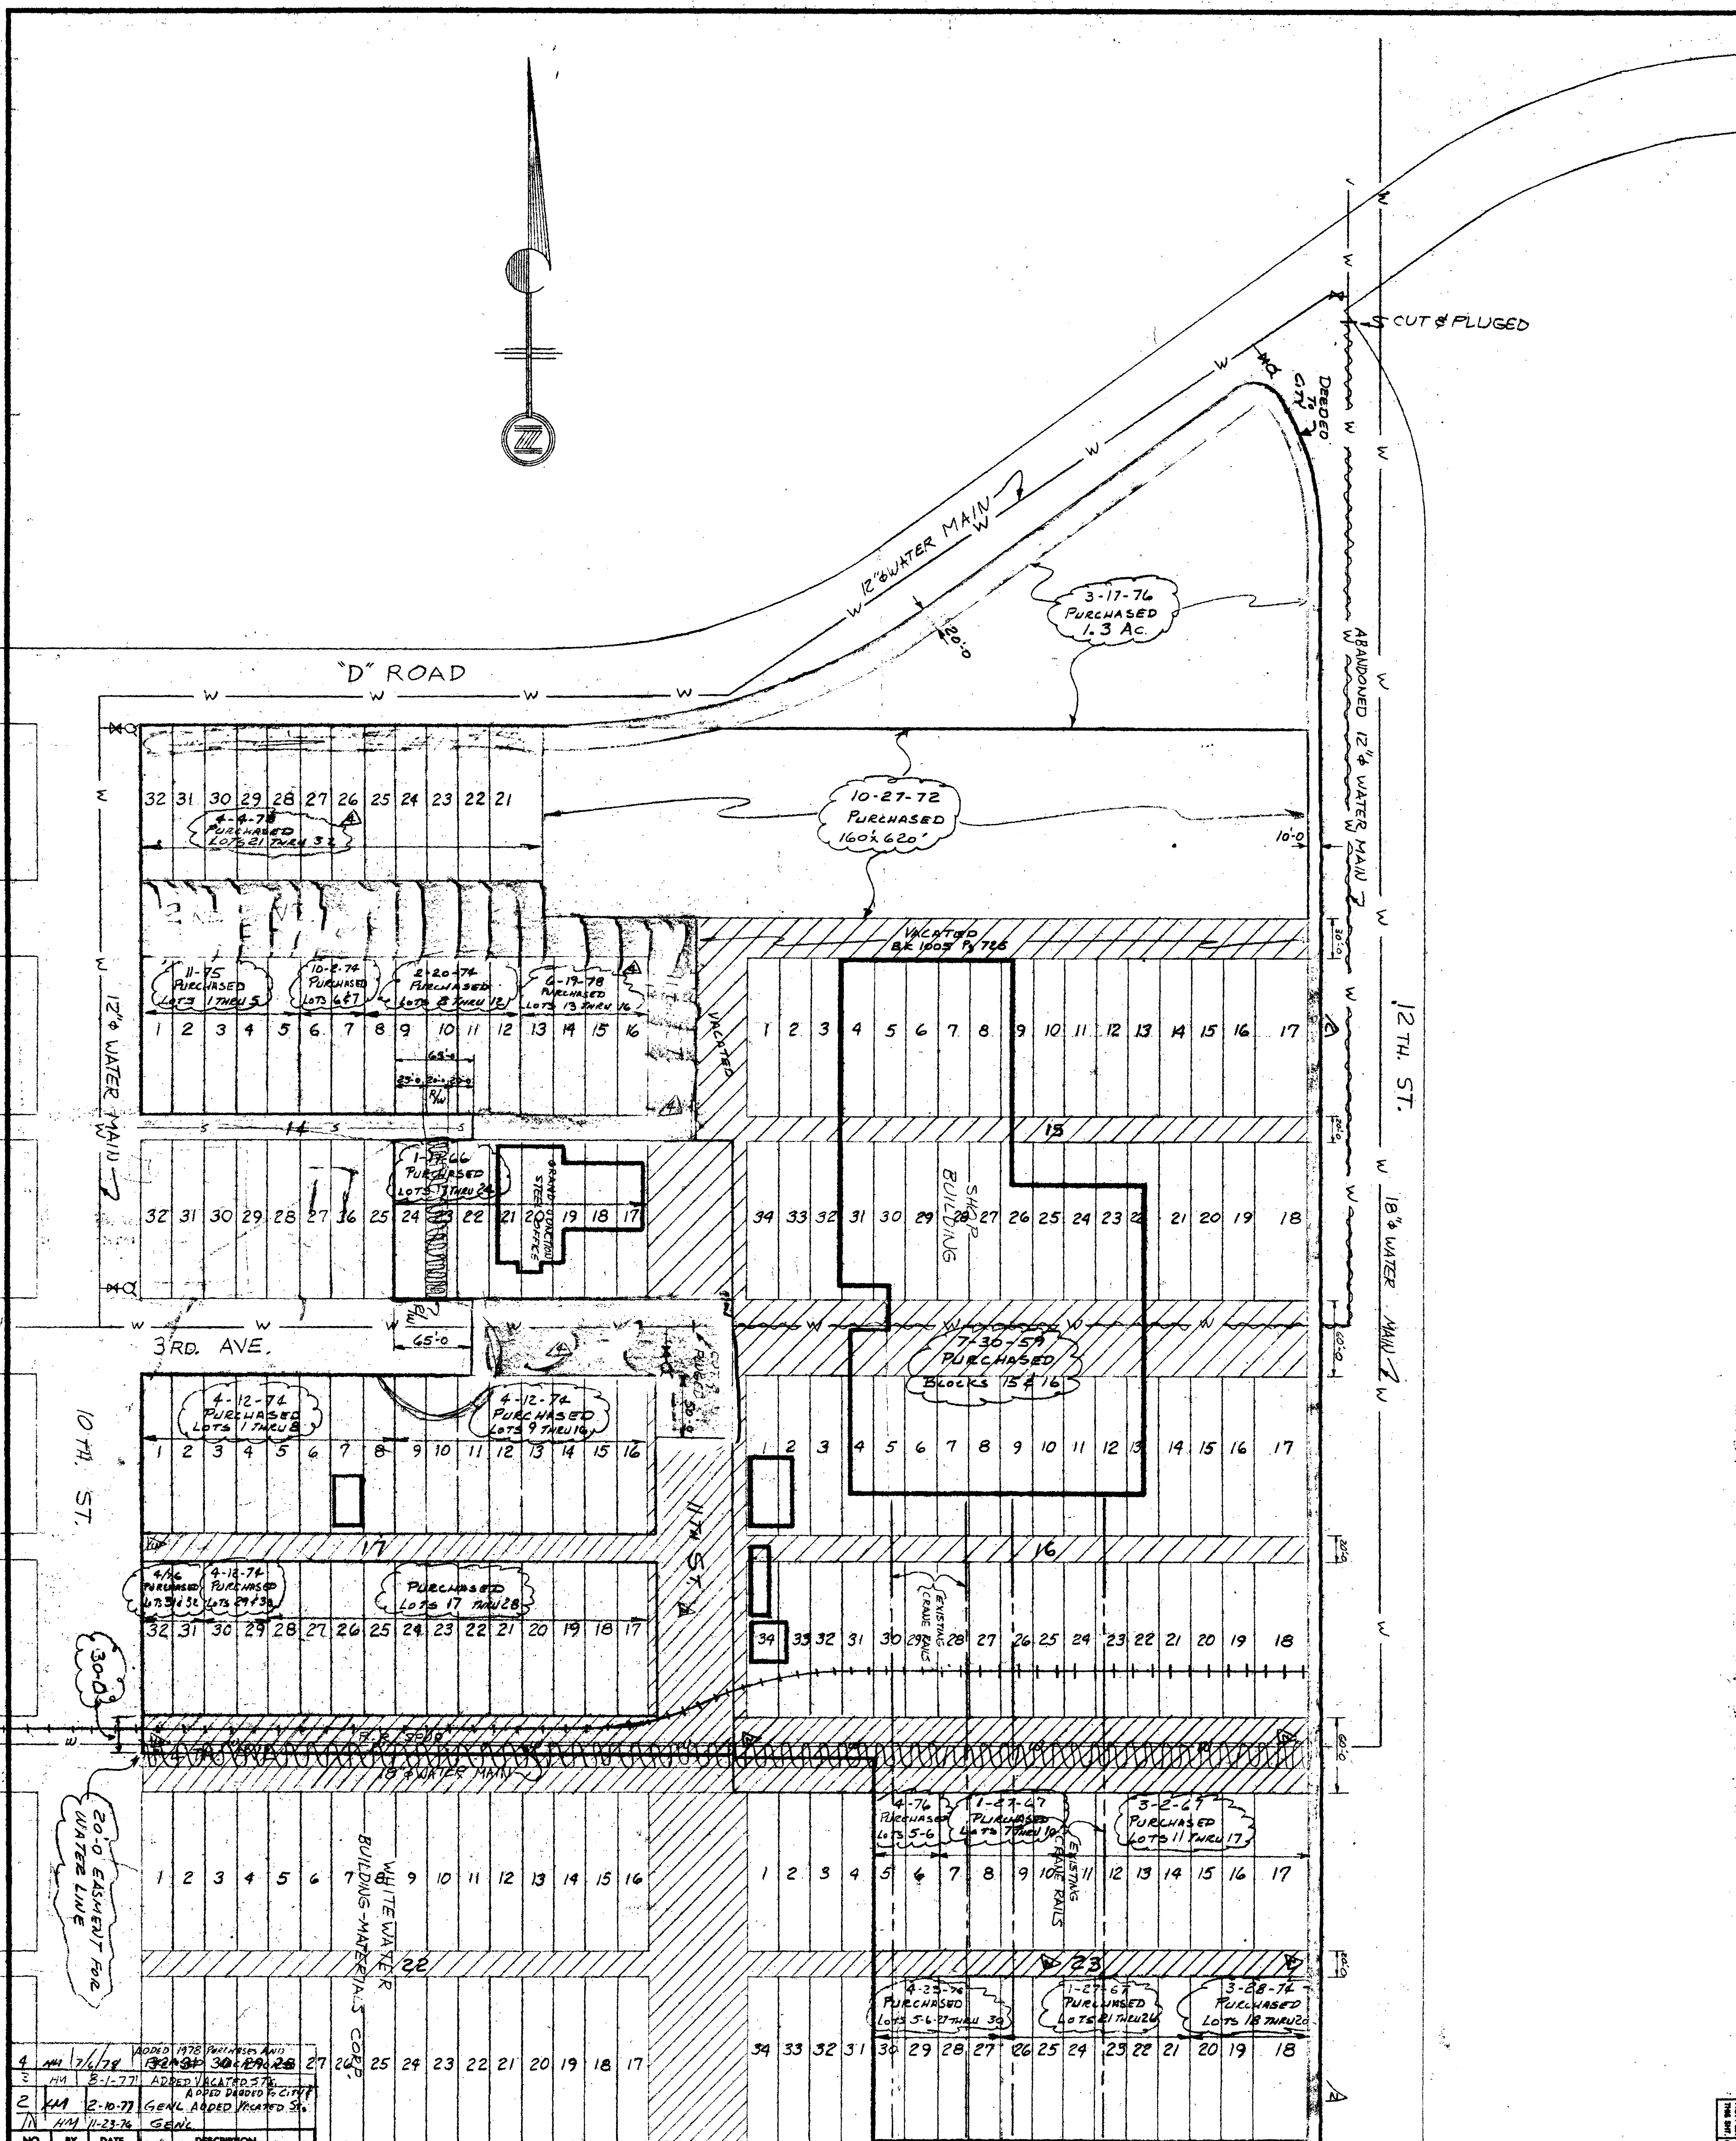 CUT & PLUGED
DEEDED
TO
CITY
12"ϕ WATER MAIN
3-17-76
PURCHASED
1.3 AC.
20'-0
"D" ROAD
ABANDONED 12"ϕ WATER MAIN
10-27-72
PURCHASED
160'x620'
10'-0
32 31 30 29 28 27 26 25 24 23 22 21
PURCHASED
LOTS 21 THRU 32
VACATED
BK 1005 Pg 725
30'-0
11-75
PURCHASED
LOTS 1 THRU 5
10-2-74
PURCHASED
LOTS 6&7
2-20-74
PURCHASED
LOTS 8 THRU 12
6-19-78
PURCHASED
LOTS 13 THRU 16
VACATED
1 2 3 4 5 6 7 8 9 10 11 12 13 14 15 16
1 2 3 4 5 6 7 8 9 10 11 12 13 14 15 16 17
65'-0
R/W
12"ϕ WATER MAIN
12TH. ST.
14
15
20'-0
PURCHASED
GRAND JUNCTION
STEEL OFFICE
SHOP
BUILDING
32 31 30 29 28 27 26 25 24 23 22 21 20 19 18 17
34 33 32 31 30 29 28 27 26 25 24 23 22 21 20 19 18
18"ϕ WATER MAIN
R/W
65'-0
3RD. AVE.
7-30-59
PURCHASED
BLOCKS 15 & 16
60'-0
4-12-74
PURCHASED
LOTS 1 THRU 8
4-12-74
PURCHASED
LOTS 9 THRU 16
1 2 3 4 5 6 7 8 9 10 11 12 13 14 15 16
1 2 3 4 5 6 7 8 9 10 11 12 13 14 15 16 17
10TH. ST.
11TH ST
17
16
20'-0
4/76
PURCHASED
LOTS 31&32
4-12-74
PURCHASED
LOTS 29&30
PURCHASED
LOTS 17 THRU 28
EXISTING
CRANE RAILS
32 31 30 29 28 27 26 25 24 23 22 21 20 19 18 17
34 33 32 31 30 29 28 27 26 25 24 23 22 21 20 19 18
30'-0
18"ϕ WATER MAIN
60'-0
20'-0 EASMENT FOR
WATER LINE
4-76
PURCHASED
LOTS 5-6
1-27-67
PURCHASED
LOTS 7 THRU 10
3-2-67
PURCHASED
LOTS 11 THRU 17
EXISTING
CRANE RAILS
1 2 3 4 5 6 7 8 9 10 11 12 13 14 15 16
1 2 3 4 5 6 7 8 9 10 11 12 13 14 15 16 17
WHITE WATER
BUILDING MATERIALS CORP.
22
23
20'-0
PURCHASED
LOTS 5-6-27 THRU 30
1-27-67
PURCHASED
LOTS 21 THRU 26
3-28-74
PURCHASED
LOTS 18 THRU 20
27 26 25 24 23 22 21 20 19 18 17
34 33 32 31 30 29 28 27 26 25 24 23 22 21 20 19 18
4 HM 7/6/78 ADDED 1978 PURCHASES AND
3 HM 8-1-77 ADDED VACATED STS.
2 HM 2-10-77 GENL ADDED VACATED St.
ADDED DEEDED TO CITY
1 HM 11-23-76 GENL
NO. BY DATE DESCRIPTION